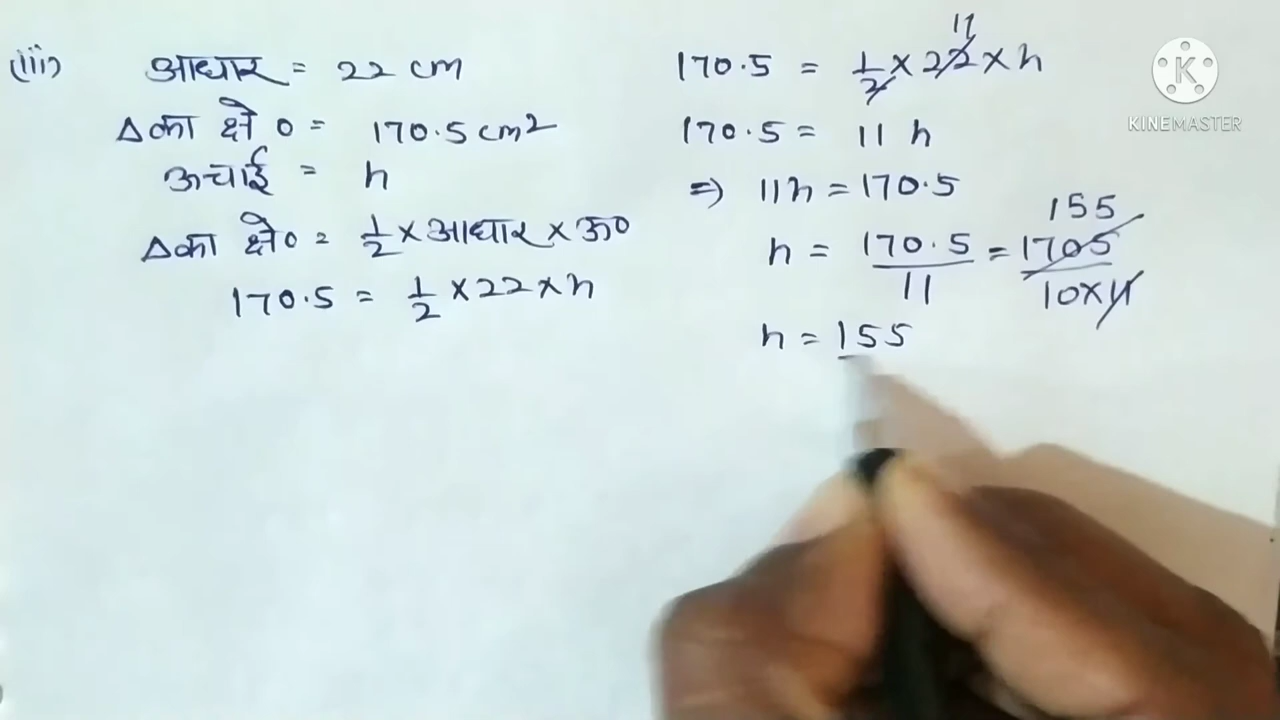 (iii) आधार = 22 cm
Δ का क्षे० = 170.5 cm2
ऊचाई = h
Δ का क्षे० = 1/2 × आधार × ऊ०
170.5 = 1/2 × 22 × h
11
170.5 = 1/2 × 22 × h
170.5 = 11 h
⇒ 11h = 170.5
155
h = 170.5/11 = 1705/10×11
h = 155
K
KINEMASTER